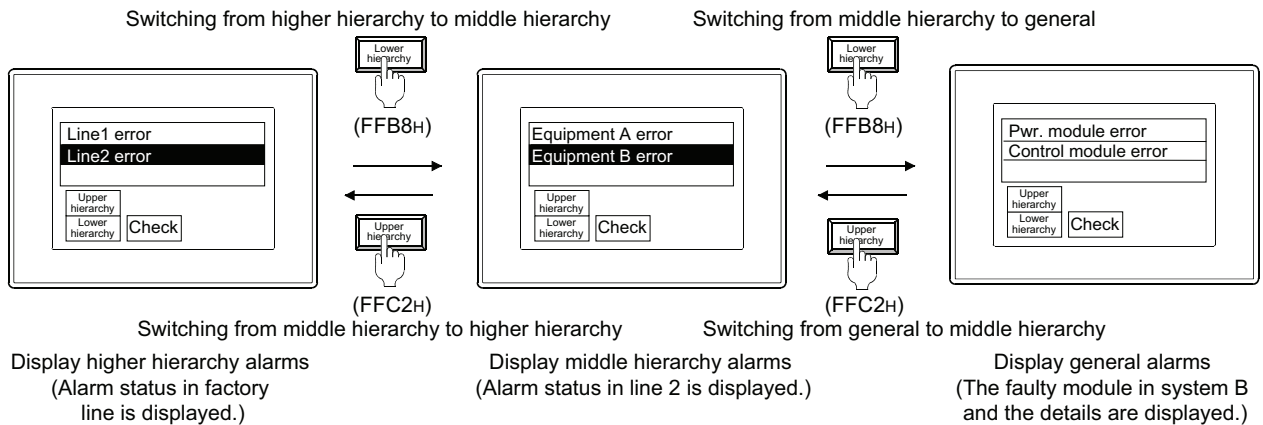 Switching from higher hierarchy to middle hierarchy
Switching from middle hierarchy to general
Lower
hierarchy
(FFB8H)
Lower
hierarchy
(FFB8H)
Line1 error
Line2 error
Upper
hierarchy
Lower
hierarchy
Check
Equipment A error
Equipment B error
Upper
hierarchy
Lower
hierarchy
Check
Pwr. module error
Control module error
Upper
hierarchy
Lower
hierarchy
Check
Upper
hierarchy
(FFC2H)
Upper
hierarchy
(FFC2H)
Switching from middle hierarchy to higher hierarchy
Switching from general to middle hierarchy
Display higher hierarchy alarms
(Alarm status in factory
line is displayed.)
Display middle hierarchy alarms
(Alarm status in line 2 is displayed.)
Display general alarms
(The faulty module in system B
and the details are displayed.)